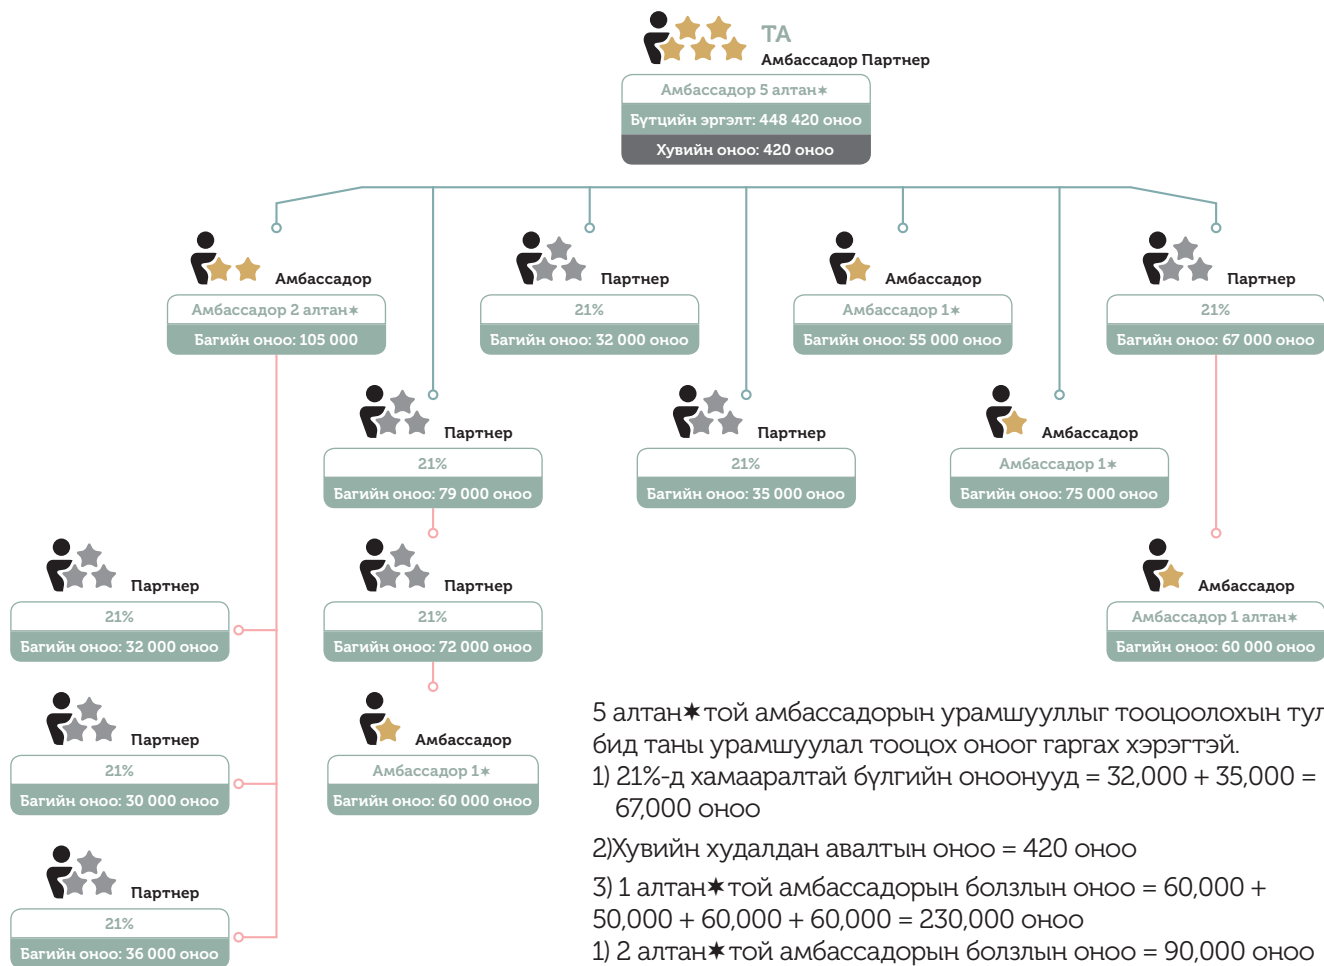 ТА
Амбассадор Партнер
Амбассадор 5 алтан✶
Бүтцийн эргэлт: 448 420 оноо
Хувийн оноо: 420 оноо
Амбассадор
Амбассадор 2 алтан✶
Багийн оноо: 105 000
Партнер
21%
Багийн оноо: 32 000 оноо
Амбассадор
Амбассадор 1✶
Багийн оноо: 55 000 оноо
Партнер
21%
Багийн оноо: 67 000 оноо
Партнер
21%
Багийн оноо: 79 000 оноо
Партнер
21%
Багийн оноо: 35 000 оноо
Амбассадор
Амбассадор 1✶
Багийн оноо: 75 000 оноо
Партнер
21%
Багийн оноо: 32 000 оноо
Партнер
21%
Багийн оноо: 72 000 оноо
Амбассадор
Амбассадор 1 алтан✶
Багийн оноо: 60 000 оноо
Партнер
21%
Багийн оноо: 30 000 оноо
Амбассадор
Амбассадор 1✶
Багийн оноо: 60 000 оноо
Партнер
21%
Багийн оноо: 36 000 оноо
5 алтан✶той амбассадорын урамшууллыг тооцоолохын тул
бид таны урамшуулал тооцох оноог гаргах хэрэгтэй.
1) 21%-д хамааралтай бүлгийн оноонууд = 32,000 + 35,000 =
67,000 оноо
2)Хувийн худалдан авалтын оноо = 420 оноо
3) 1 алтан✶той амбассадорын болзлын оноо = 60,000 +
50,000 + 60,000 + 60,000 = 230,000 оноо
1) 2 алтан✶той амбассадорын болзлын оноо = 90,000 оноо